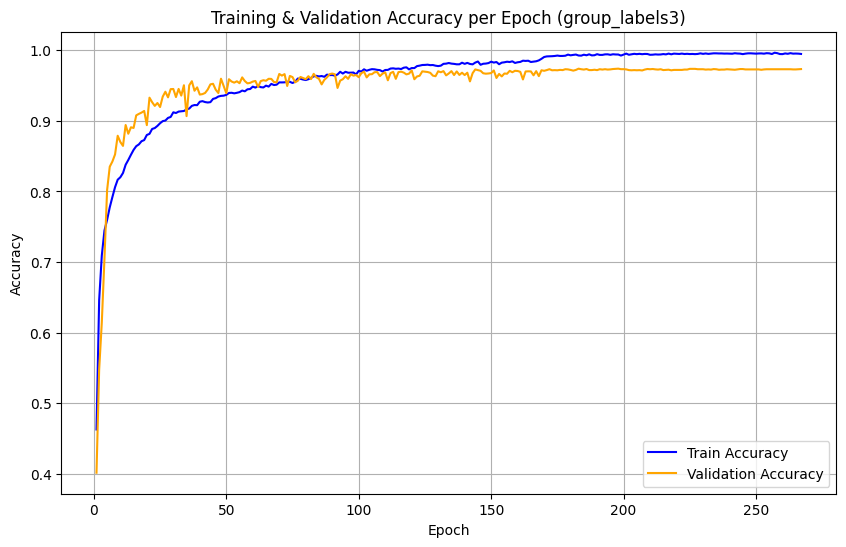 Training & Validation Accuracy per Epoch (group_labels3)
1.0
0.9
0.8
0.7
0.6
0.5
0.4
Accuracy
0 50 100 150 200 250
Epoch
Train Accuracy
Validation Accuracy